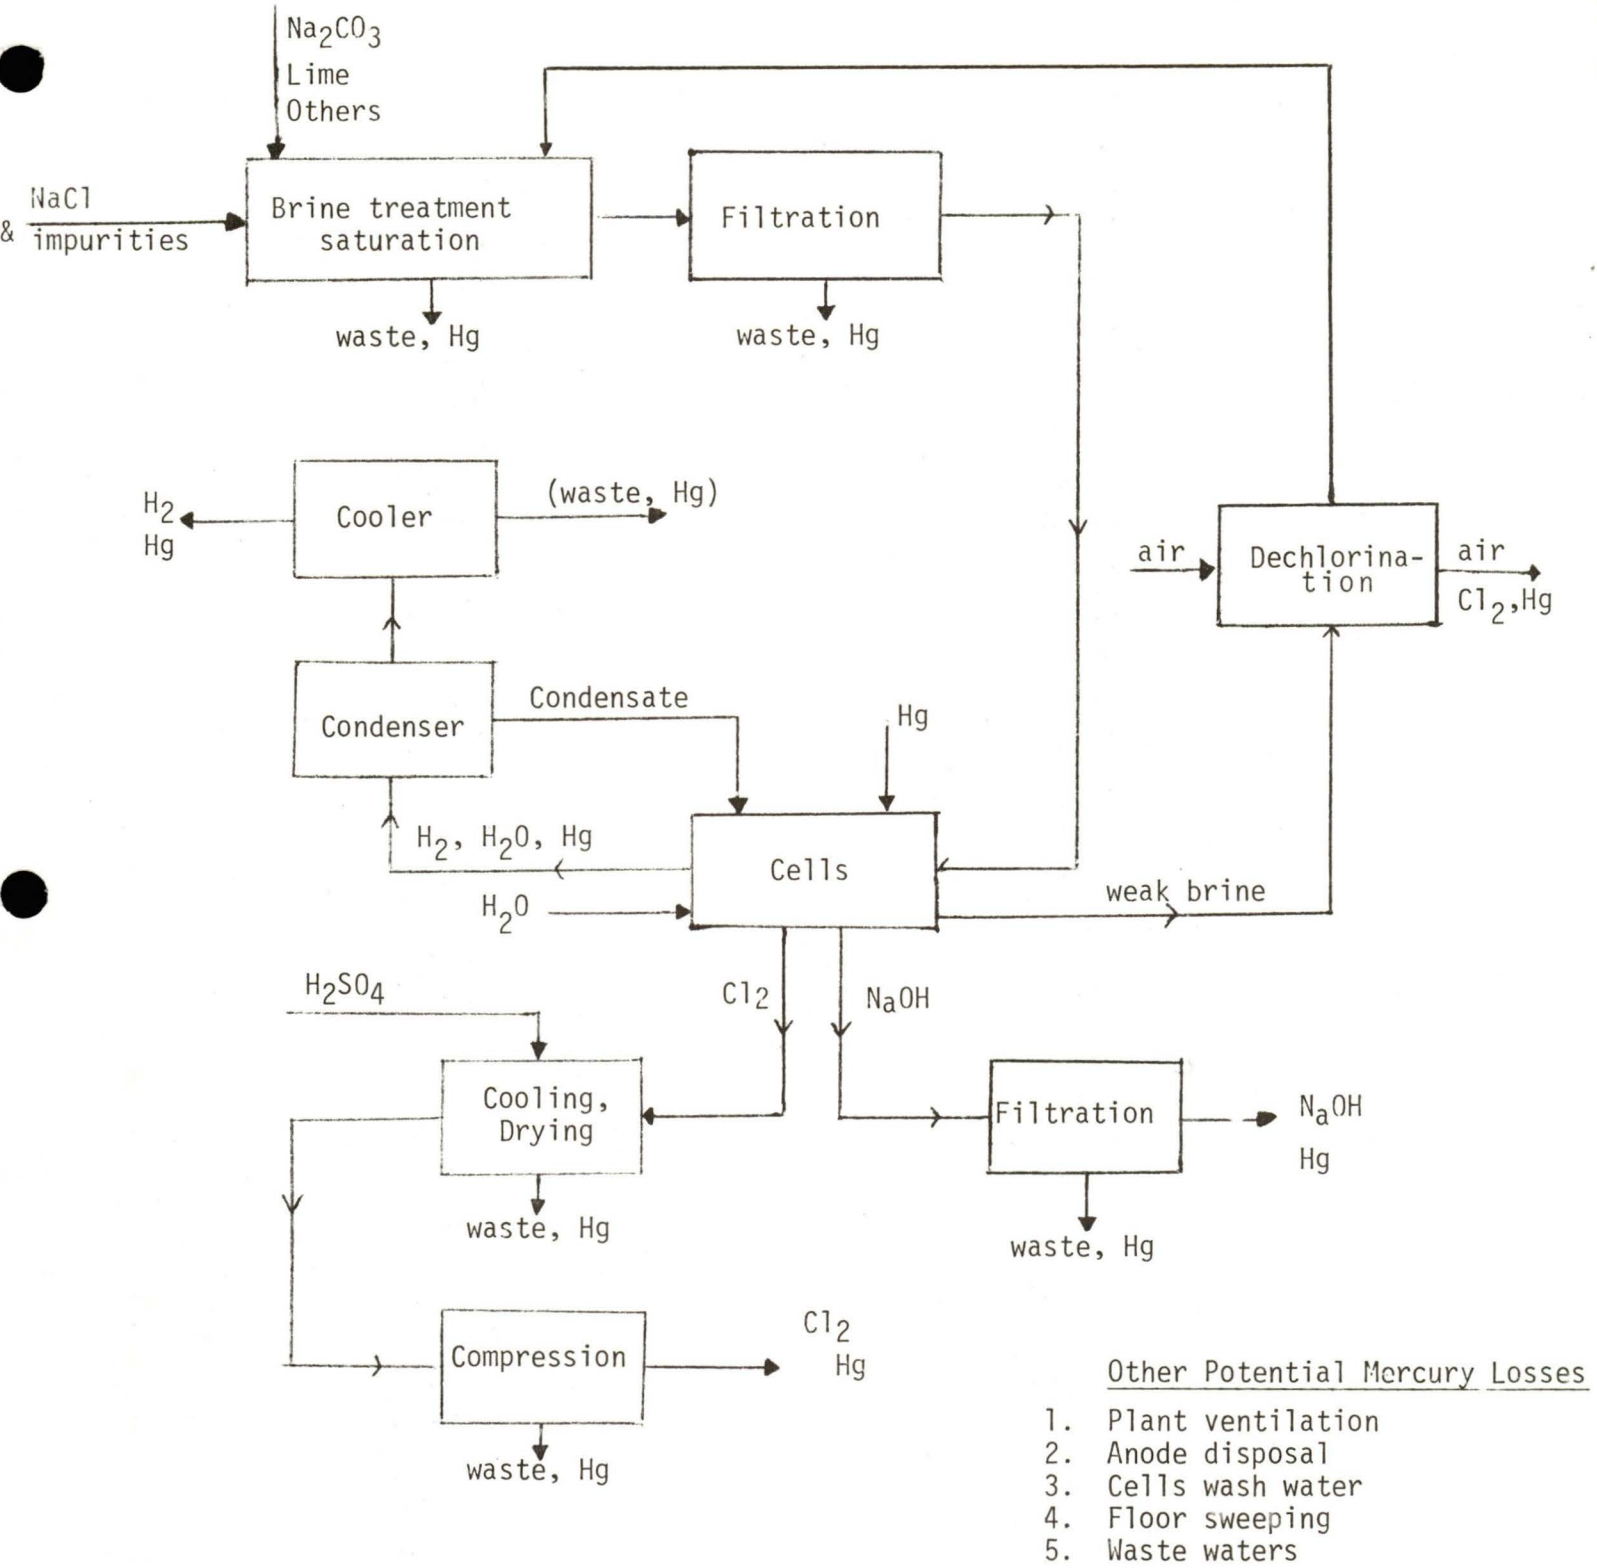 Na2CO3
Lime
Others
NaCl
& impurities
Brine treatment
saturation
Filtration
waste, Hg
waste, Hg
Cooler
(waste, Hg)
H2
Hg
air
Dechlorina-
tion
air
Cl2,Hg
Condenser
Condensate
Hg
H2, H2O, Hg
Cells
H2O
weak brine
H2SO4
Cl2
NaOH
Cooling,
Drying
Filtration
NaOH
Hg
waste, Hg
waste, Hg
Compression
Cl2
Hg
waste, Hg
Other Potential Mercury Losses
1. Plant ventilation
2. Anode disposal
3. Cells wash water
4. Floor sweeping
5. Waste waters